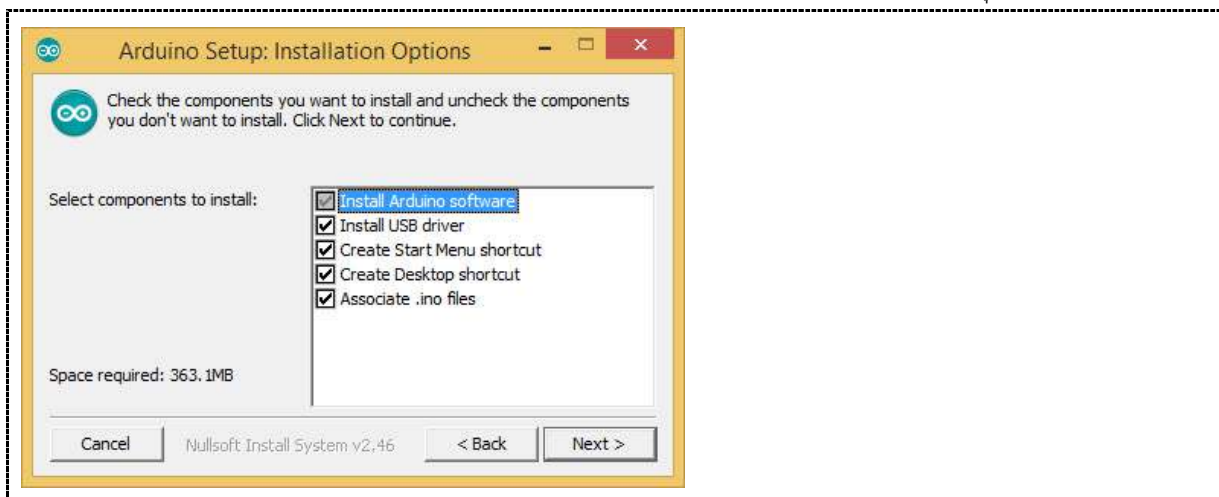 Arduino Setup: Installation Options
Check the components you want to install and uncheck the components
you don't want to install. Click Next to continue.
Select components to install:
Install Arduino software
Install USB driver
Create Start Menu shortcut
Create Desktop shortcut
Associate .ino files
Space required: 363.1MB
Cancel
Nullsoft Install System v2.46
< Back
Next >